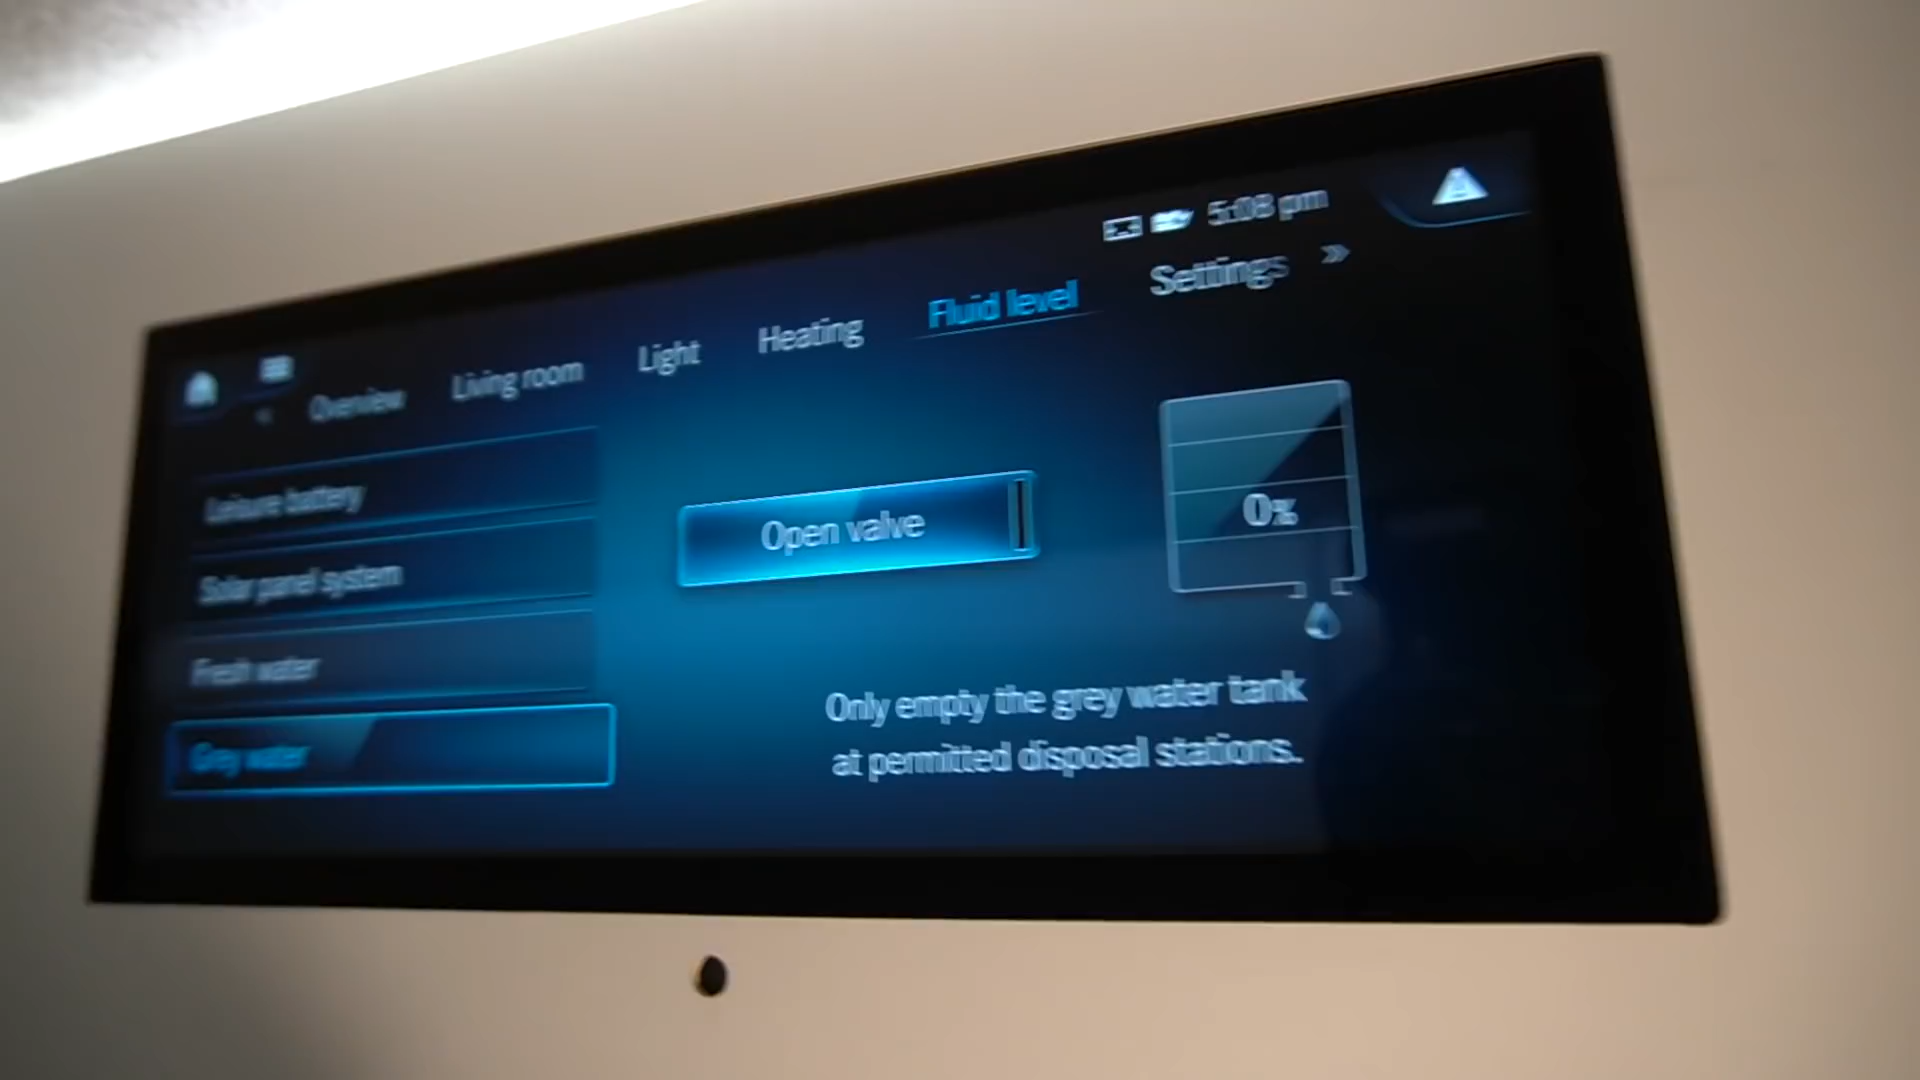 5:08 pm
Overview Living room Light Heating Fluid level Settings »
Leisure battery
Solar panel system
Fresh water
Grey water
Open valve
0%
Only empty the grey water tank
at permitted disposal stations.